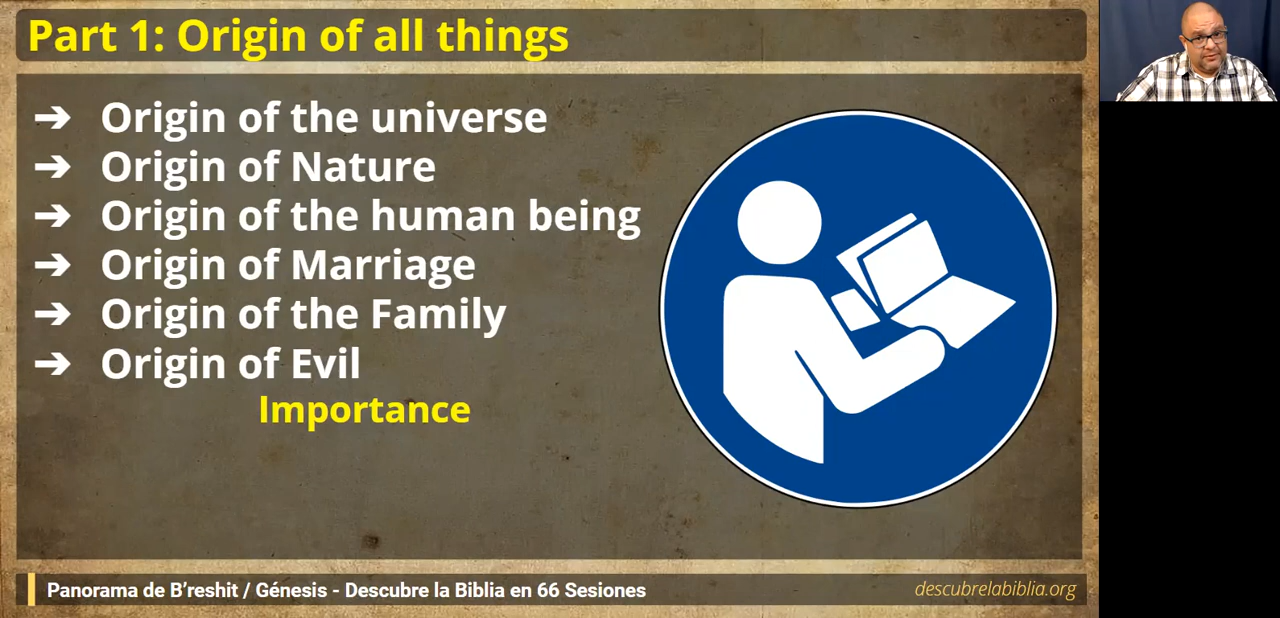 Part 1: Origin of all things
➔ Origin of the universe
➔ Origin of Nature
➔ Origin of the human being
➔ Origin of Marriage
➔ Origin of the Family
➔ Origin of Evil
Importance
Panorama de B’reshit / Génesis - Descubre la Biblia en 66 Sesiones
descubrelabiblia.org